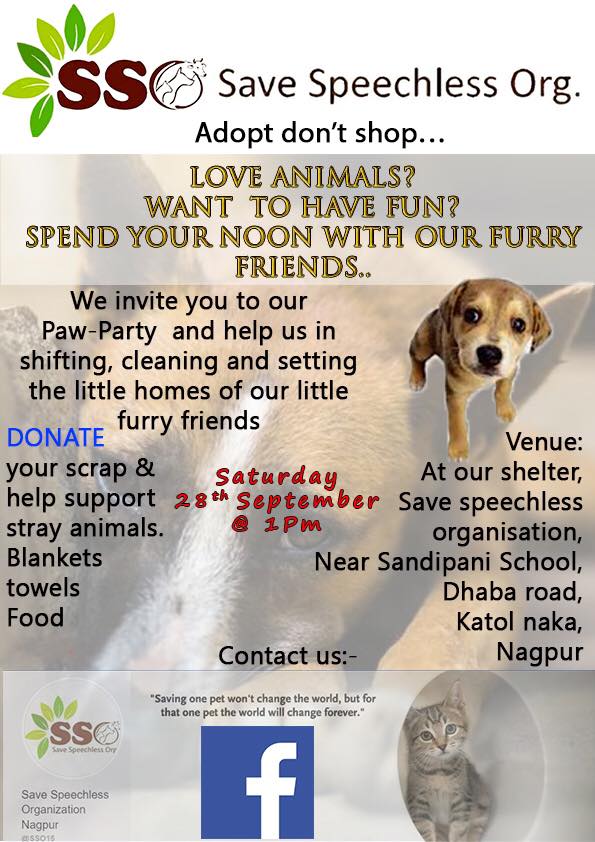 SSO Save Speechless Org.
Adopt don't shop...
LOVE ANIMALS?
WANT TO HAVE FUN?
SPEND YOUR NOON WITH OUR FURRY
FRIENDS..
We invite you to our
Paw-Party and help us in
shifting, cleaning and setting
the little homes of our little
furry friends
DONATE
your scrap &
help support
stray animals.
Blankets
towels
Food
Saturday
28th September
@ 1Pm
Venue:
At our shelter,
Save speechless
organisation,
Near Sandipani School,
Dhaba road,
Katol naka,
Nagpur
Contact us:-
"Saving one pet won't change the world, but for
that one pet the world will change forever."
SSO
Save Speechless Org
f
Save Speechless
Organization
Nagpur
@SSO15